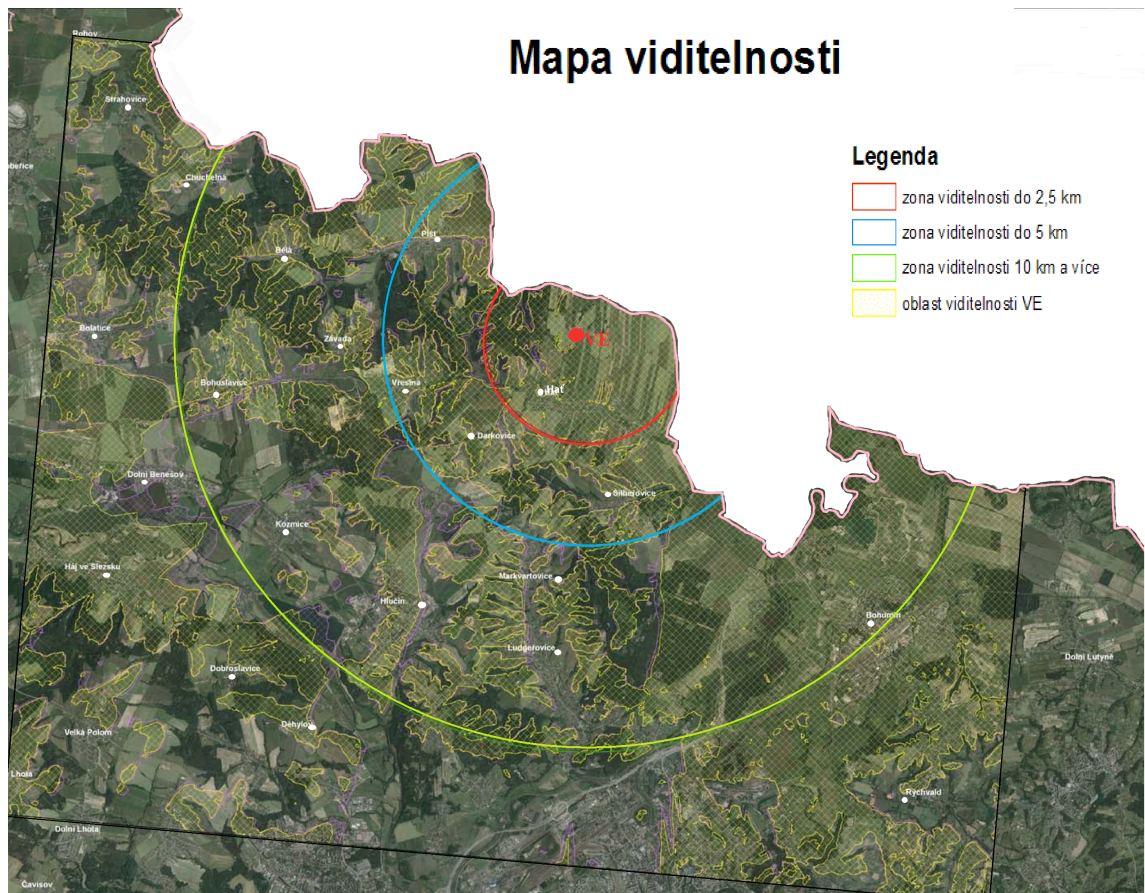 Mapa viditelnosti
Legenda
zona viditelnosti do 2,5 km
zona viditelnosti do 5 km
zona viditelnosti 10 km a více
oblast viditelnosti VE
Rohov
Strahovice
Chuchelná
Píšť
Bělá
VE
Bolatice
Závada
Bohuslavice
Vřesina
Hať
Darkovice
Dolní Benešov
Šilheřovice
Kozmice
Háj ve Slezsku
Markvartovice
Hlučín
Bohumín
Ludgeřovice
Dolní Lutyně
Dobroslavice
Děhylov
Velká Polom
Lhola
Rychvald
Dolní Lhola
Čavisov